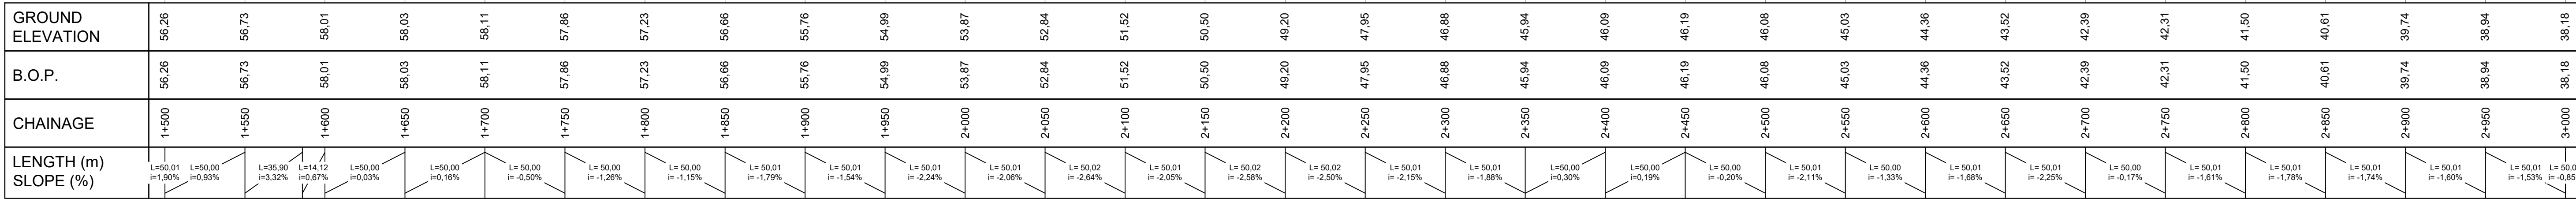 GROUND
ELEVATION
56,26 56,73 58,01 58,03 58,11 57,86 57,23 56,66 55,76 54,99 53,87 52,84 51,52 50,50 49,20 47,95 46,88 45,94 46,09 46,19 46,08 45,03 44,36 43,52 42,39 42,31 41,50 40,61 39,74 38,94 38,18
B.O.P.
56,26 56,73 58,01 58,03 58,11 57,86 57,23 56,66 55,76 54,99 53,87 52,84 51,52 50,50 49,20 47,95 46,88 45,94 46,09 46,19 46,08 45,03 44,36 43,52 42,39 42,31 41,50 40,61 39,74 38,94 38,18
CHAINAGE
1+500 1+550 1+600 1+650 1+700 1+750 1+800 1+850 1+900 1+950 2+000 2+050 2+100 2+150 2+200 2+250 2+300 2+350 2+400 2+450 2+500 2+550 2+600 2+650 2+700 2+750 2+800 2+850 2+900 2+950 3+000
LENGTH (m)
SLOPE (%)
L=50,01 L=50,00 L=35,90 L=14,12 L=50,00 L=50,00 L= 50,00 L= 50,00 L= 50,00 L= 50,01 L= 50,01 L= 50,01 L= 50,01 L= 50,02 L= 50,01 L= 50,02 L= 50,02 L= 50,01 L= 50,01 L=50,00 L=50,00 L= 50,00 L= 50,01 L= 50,00 L= 50,01 L= 50,01 L= 50,00 L= 50,01 L= 50,01 L= 50,01 L= 50,01 L= 50,01 L= 50,0
i=1,90% i=0,93% i=3,32% i=0,67% i=0,03% i=0,16% i= -0,50% i= -1,26% i= -1,15% i= -1,79% i= -1,54% i= -2,24% i= -2,06% i= -2,64% i= -2,05% i= -2,58% i= -2,50% i= -2,15% i= -1,88% i=0,30% i=0,19% i= -0,20% i= -2,11% i= -1,33% i= -1,68% i= -2,25% i= -0,17% i= -1,61% i= -1,78% i= -1,74% i= -1,60% i= -1,53% i= -0,85